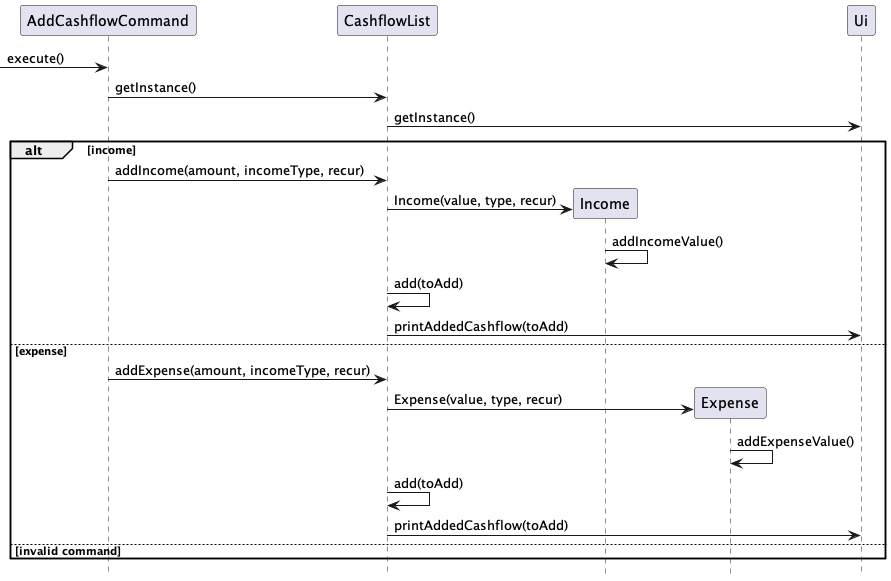 AddCashflowCommand CashflowList Ui
execute()
getInstance()
getInstance()
alt [income]
addIncome(amount, incomeType, recur)
Income(value, type, recur) Income
addIncomeValue()
add(toAdd)
printAddedCashflow(toAdd)
[expense]
addExpense(amount, incomeType, recur)
Expense(value, type, recur) Expense
addExpenseValue()
add(toAdd)
printAddedCashflow(toAdd)
[invalid command]